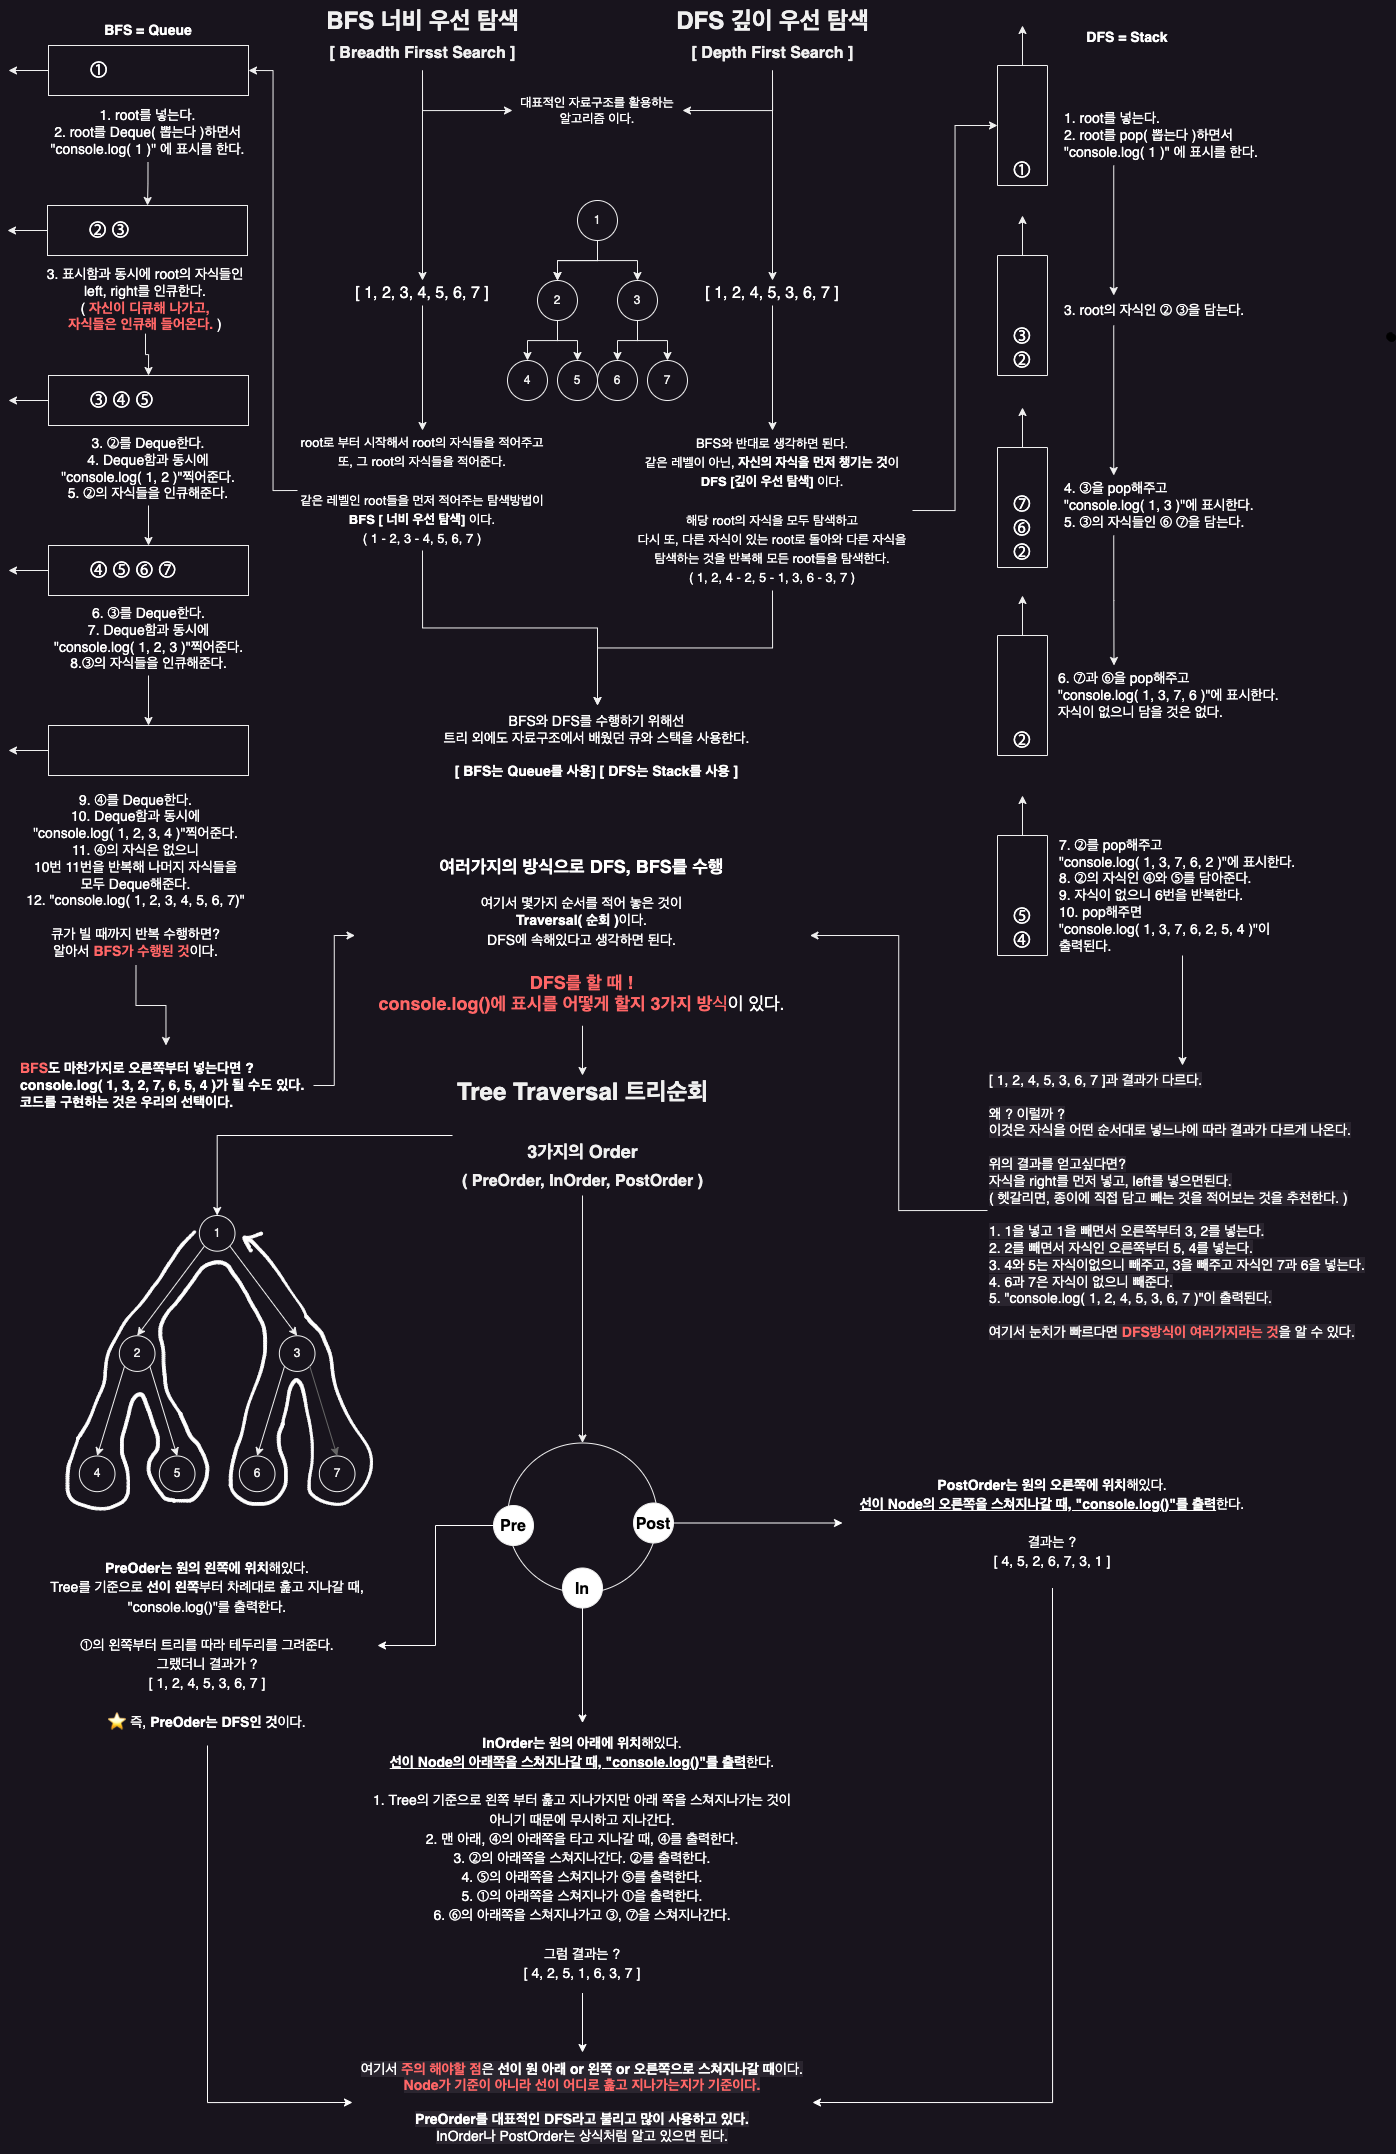 BFS 너비 우선 탐색
[ Breadth Firsst Search ]
DFS 깊이 우선 탐색
[ Depth First Search ]
대표적인 자료구조를 활용하는
알고리즘 이다.
BFS = Queue
①
1. root를 넣는다.
2. root를 Deque( 뽑는다 )하면서
"console.log( 1 )" 에 표시를 한다.
② ③
3. 표시함과 동시에 root의 자식들인
left, right를 인큐한다.
( 자신이 디큐해 나가고,
자식들은 인큐해 들어온다. )
③ ④ ⑤
3. ②를 Deque한다.
4. Deque함과 동시에
"console.log( 1, 2 )"찍어준다.
5. ②의 자식들을 인큐해준다.
④ ⑤ ⑥ ⑦
6. ③를 Deque한다.
7. Deque함과 동시에
"console.log( 1, 2, 3 )"찍어준다.
8.③의 자식들을 인큐해준다.
9. ④를 Deque한다.
10. Deque함과 동시에
"console.log( 1, 2, 3, 4 )"찍어준다.
11. ④의 자식은 없으니
10번 11번을 반복해 나머지 자식들을
모두 Deque해준다.
12. "console.log( 1, 2, 3, 4, 5, 6, 7)"
큐가 빌 때까지 반복 수행하면?
알아서 BFS가 수행된 것이다.
BFS도 마찬가지로 오른쪽부터 넣는다면 ?
console.log( 1, 3, 2, 7, 6, 5, 4 )가 될 수도 있다.
코드를 구현하는 것은 우리의 선택이다.
1
2
3
4
5
6
7
[ 1, 2, 3, 4, 5, 6, 7 ]
[ 1, 2, 4, 5, 3, 6, 7 ]
root로 부터 시작해서 root의 자식들을 적어주고
또, 그 root의 자식들을 적어준다.
같은 레벨인 root들을 먼저 적어주는 탐색방법이
BFS [ 너비 우선 탐색] 이다.
( 1 - 2, 3 - 4, 5, 6, 7 )
BFS와 반대로 생각하면 된다.
같은 레벨이 아닌, 자신의 자식을 먼저 챙기는 것이
DFS [깊이 우선 탐색] 이다.
해당 root의 자식을 모두 탐색하고
다시 또, 다른 자식이 있는 root로 돌아와 다른 자식을
탐색하는 것을 반복해 모든 root들을 탐색한다.
( 1, 2, 4 - 2, 5 - 1, 3, 6 - 3, 7 )
BFS와 DFS를 수행하기 위해선
트리 외에도 자료구조에서 배웠던 큐와 스택을 사용한다.
[ BFS는 Queue를 사용] [ DFS는 Stack를 사용 ]
DFS = Stack
①
1. root를 넣는다.
2. root를 pop( 뽑는다 )하면서
"console.log( 1 )" 에 표시를 한다.
③
②
3. root의 자식인 ② ③을 담는다.
⑦
⑥
②
4. ③을 pop해주고
"console.log( 1, 3 )"에 표시한다.
5. ③의 자식들인 ⑥ ⑦을 담는다.
②
6. ⑦과 ⑥을 pop해주고
"console.log( 1, 3, 7, 6 )"에 표시한다.
자식이 없으니 담을 것은 없다.
⑤
④
7. ②를 pop해주고
"console.log( 1, 3, 7, 6, 2 )"에 표시한다.
8. ②의 자식인 ④와 ⑤를 담아준다.
9. 자식이 없으니 6번을 반복한다.
10. pop해주면
"console.log( 1, 3, 7, 6, 2, 5, 4 )"이
출력된다.
[ 1, 2, 4, 5, 3, 6, 7 ]과 결과가 다르다.
왜 ? 이럴까 ?
이것은 자식을 어떤 순서대로 넣느냐에 따라 결과가 다르게 나온다.
위의 결과를 얻고싶다면?
자식을 right를 먼저 넣고, left를 넣으면된다.
( 헷갈리면, 종이에 직접 담고 빼는 것을 적어보는 것을 추천한다. )
1. 1을 넣고 1을 빼면서 오른쪽부터 3, 2를 넣는다.
2. 2를 빼면서 자식인 오른쪽부터 5, 4를 넣는다.
3. 4와 5는 자식이없으니 빼주고, 3을 빼주고 자식인 7과 6을 넣는다.
4. 6과 7은 자식이 없으니 빼준다.
5. "console.log( 1, 2, 4, 5, 3, 6, 7 )"이 출력된다.
여기서 눈치가 빠르다면 DFS방식이 여러가지라는 것을 알 수 있다.
여러가지의 방식으로 DFS, BFS를 수행
여기서 몇가지 순서를 적어 놓은 것이
Traversal( 순회 )이다.
DFS에 속해있다고 생각하면 된다.
DFS를 할 때 !
console.log()에 표시를 어떻게 할지 3가지 방식이 있다.
Tree Traversal 트리순회
3가지의 Order
( PreOrder, InOrder, PostOrder )
1
2
3
4
5
6
7
Pre
Post
In
PreOder는 원의 왼쪽에 위치해있다.
Tree를 기준으로 선이 왼쪽부터 차례대로 훑고 지나갈 때,
"console.log()"를 출력한다.
①의 왼쪽부터 트리를 따라 테두리를 그려준다.
그랬더니 결과가 ?
[ 1, 2, 4, 5, 3, 6, 7 ]
⭐ 즉, PreOder는 DFS인 것이다.
PostOrder는 원의 오른쪽에 위치해있다.
선이 Node의 오른쪽을 스쳐지나갈 때, "console.log()"를 출력한다.
결과는 ?
[ 4, 5, 2, 6, 7, 3, 1 ]
InOrder는 원의 아래에 위치해있다.
선이 Node의 아래쪽을 스쳐지나갈 때, "console.log()"를 출력한다.
1. Tree의 기준으로 왼쪽 부터 훑고 지나가지만 아래 쪽을 스쳐지나가는 것이
아니기 때문에 무시하고 지나간다.
2. 맨 아래, ④의 아래쪽을 타고 지나갈 때, ④를 출력한다.
3. ②의 아래쪽을 스쳐지나간다. ②를 출력한다.
4. ⑤의 아래쪽을 스쳐지나가 ⑤를 출력한다.
5. ①의 아래쪽을 스쳐지나가 ①을 출력한다.
6. ⑥의 아래쪽을 스쳐지나가고 ③, ⑦을 스쳐지나간다.
그럼 결과는 ?
[ 4, 2, 5, 1, 6, 3, 7 ]
여기서 주의 해야할 점은 선이 원 아래 or 왼쪽 or 오른쪽으로 스쳐지나갈 때이다.
Node가 기준이 아니라 선이 어디로 훑고 지나가는지가 기준이다.
PreOrder를 대표적인 DFS라고 불리고 많이 사용하고 있다.
InOrder나 PostOrder는 상식처럼 알고 있으면 된다.